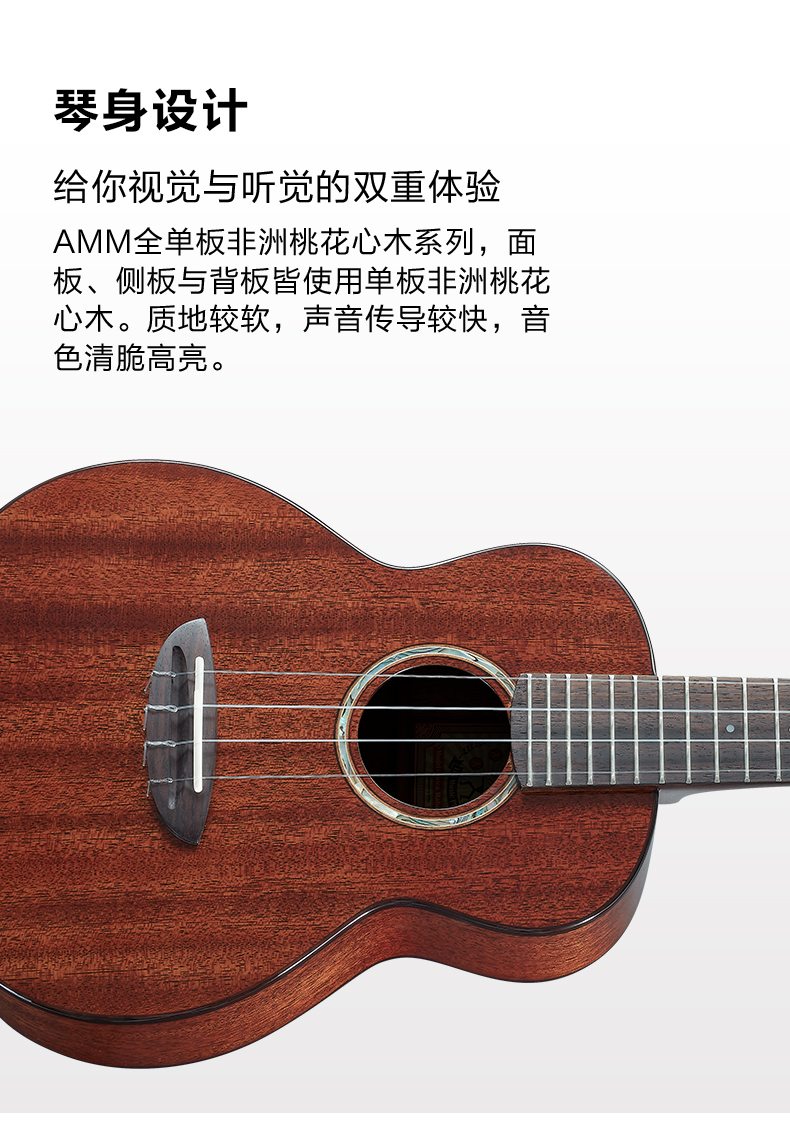 琴身设计
给你视觉与听觉的双重体验
AMM全单板非洲桃花心木系列，面
板、侧板与背板皆使用单板非洲桃花
心木。质地较软，声音传导较快，音
色清脆高亮。